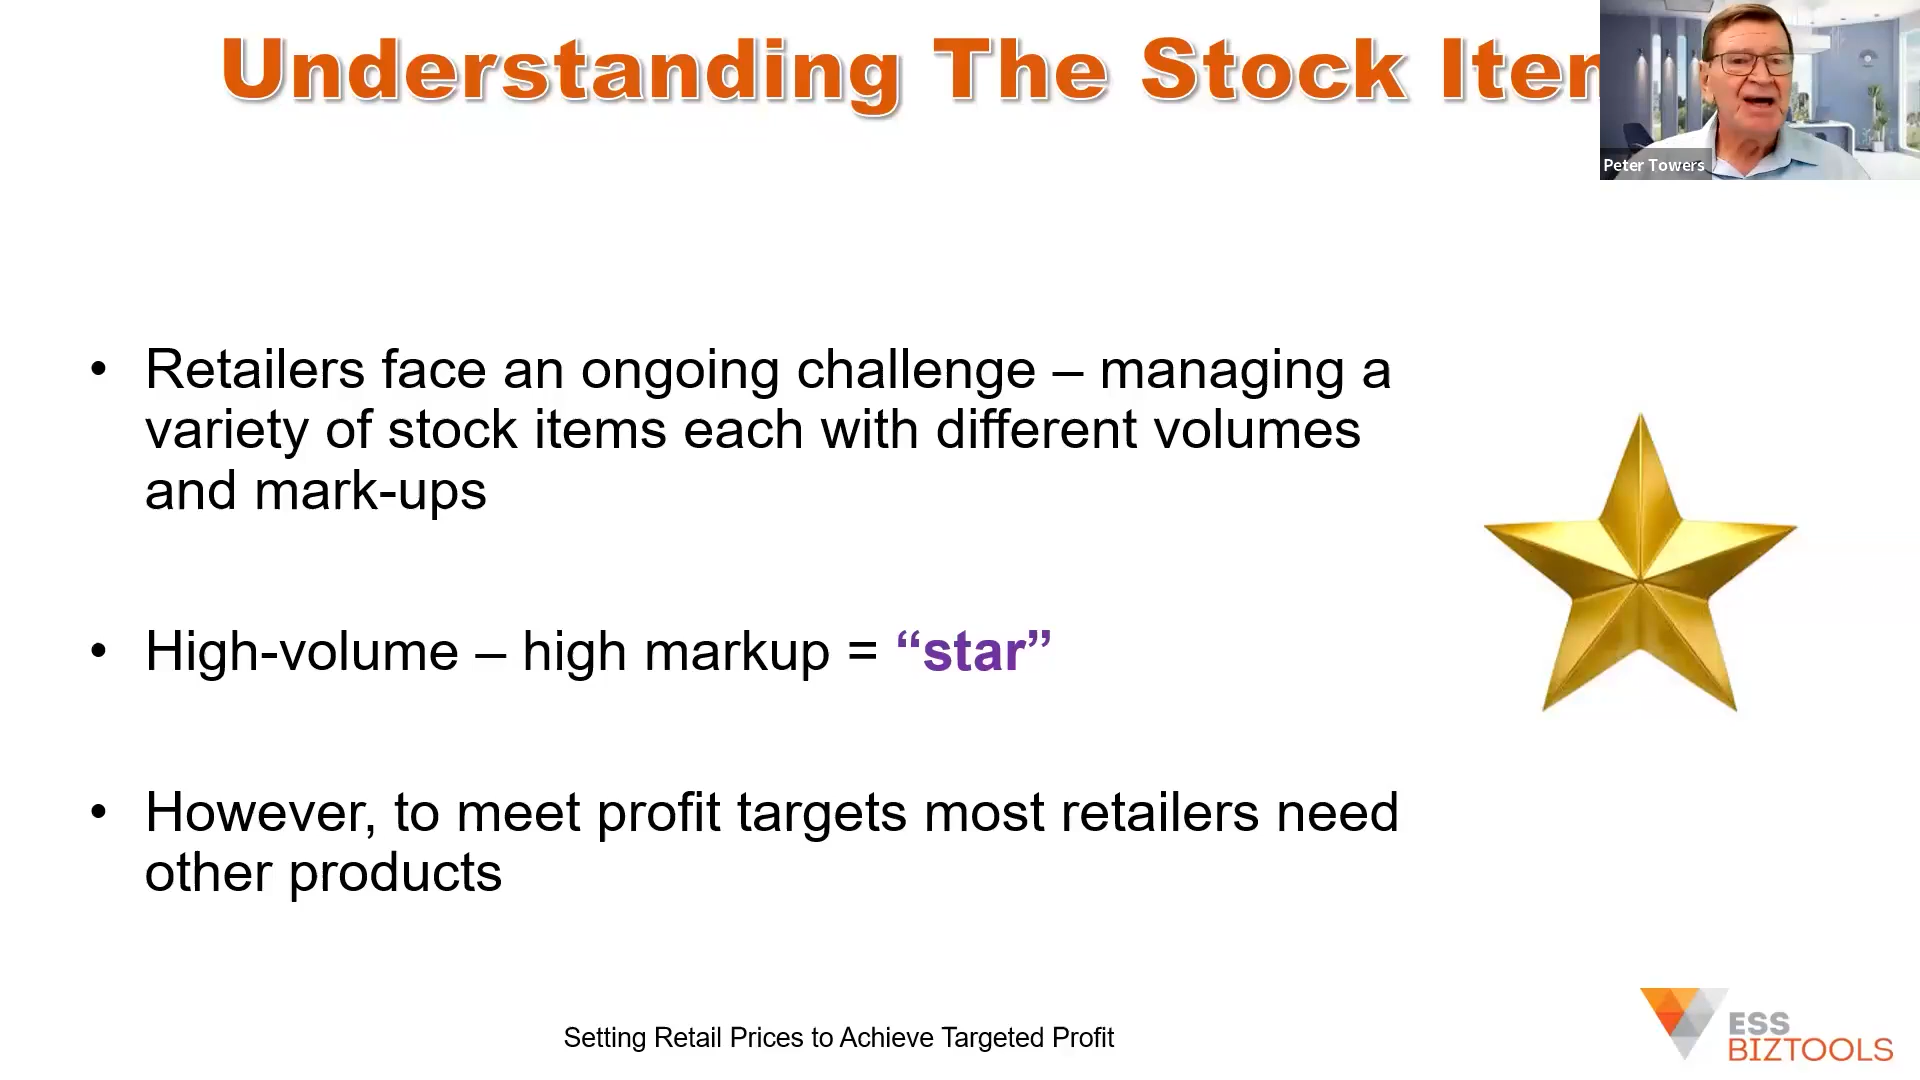 Understanding The Stock
Peter Towers
• Retailers face an ongoing challenge – managing a
variety of stock items each with different volumes
and mark-ups
• High-volume – high markup = “star”
• However, to meet profit targets most retailers need
other products
Setting Retail Prices to Achieve Targeted Profit
ESS
BIZTOOLS